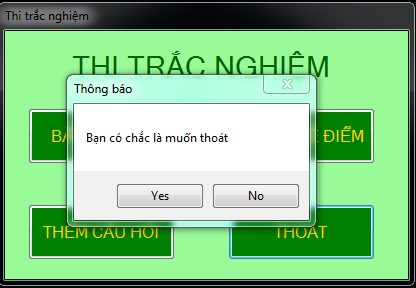 Thi trắc nghiệm
THI TRẮC NGHIỆM
Thông báo
Bạn có chắc là muốn thoát
Yes
No
ĐIỂM
THÊM CÂU HỎI
THOÁT